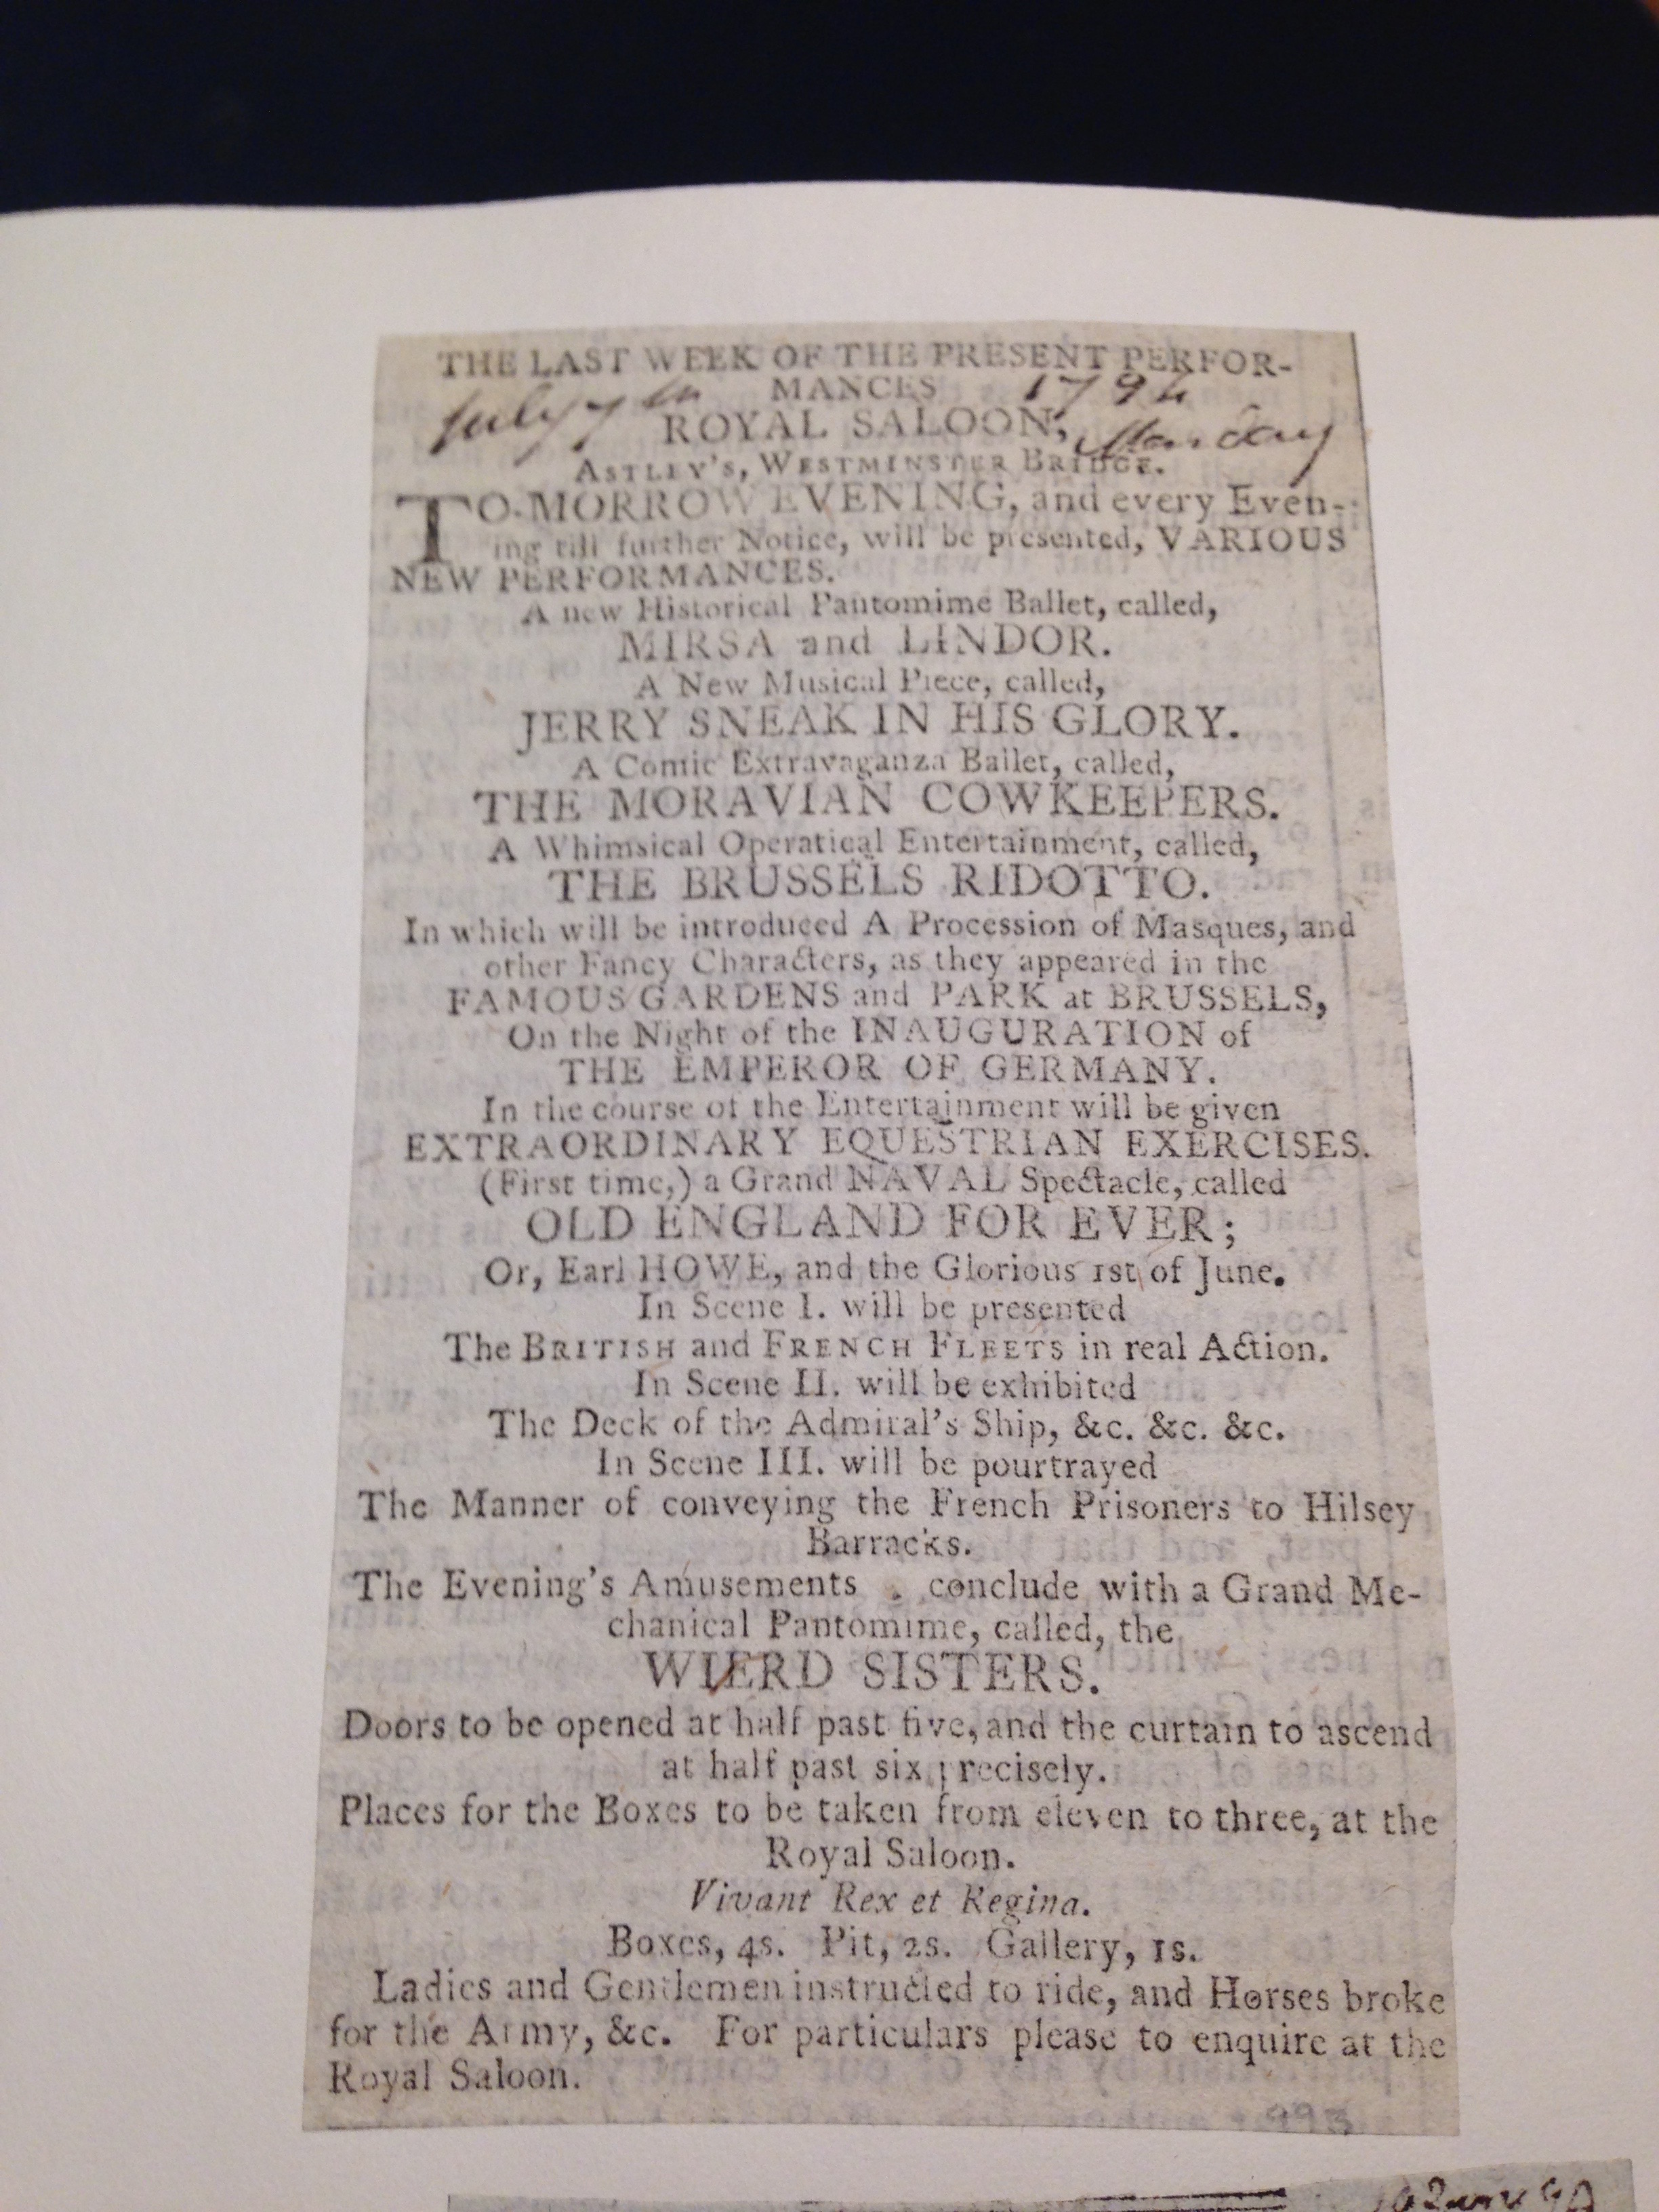 THE LAST WEEK OF THE PRESENT PERFOR-
MANCES
July 7th 1794
ROYAL SALOON,
Monday
ASTLEY'S, WESTMINSTER BRIDGE.
TO-MORROW EVENING, and every Even-
ing till further Notice, will be presented, VARIOUS
NEW PERFORMANCES.
A new Historical Pantomime Ballet, called,
MIRSA and LINDOR.
A New Musical Piece, called,
JERRY SNEAK IN HIS GLORY.
A Comic Extravaganza Ballet, called,
THE MORAVIAN COWKEEPERS.
A Whimsical Operatical Entertainment, called,
THE BRUSSELS RIDOTTO.
In which will be introduced A Procession of Masques, and
other Fancy Characters, as they appeared in the
FAMOUS GARDENS and PARK at BRUSSELS,
On the Night of the INAUGURATION of
THE EMPEROR OF GERMANY.
In the course of the Entertainment will be given
EXTRAORDINARY EQUESTRIAN EXERCISES.
(First time,) a Grand NAVAL Spectacle, called
OLD ENGLAND FOR EVER;
Or, Earl HOWE, and the Glorious 1st of June.
In Scene I. will be presented
The BRITISH and FRENCH FLEETS in real Action.
In Scene II. will be exhibited
The Deck of the Admiral's Ship, &c. &c. &c.
In Scene III. will be pourtrayed
The Manner of conveying the French Prisoners to Hilsey
Barracks.
The Evening's Amusements conclude with a Grand Me-
chanical Pantomime, called, the
WIERD SISTERS.
Doors to be opened at half past five, and the curtain to ascend
at half past six precisely.
Places for the Boxes to be taken from eleven to three, at the
Royal Saloon.
Vivant Rex et Regina.
Boxes, 4s. Pit, 2s. Gallery, 1s.
Ladies and Gentlemen instructed to ride, and Horses broke
for the Army, &c. For particulars please to enquire at the
Royal Saloon.
993